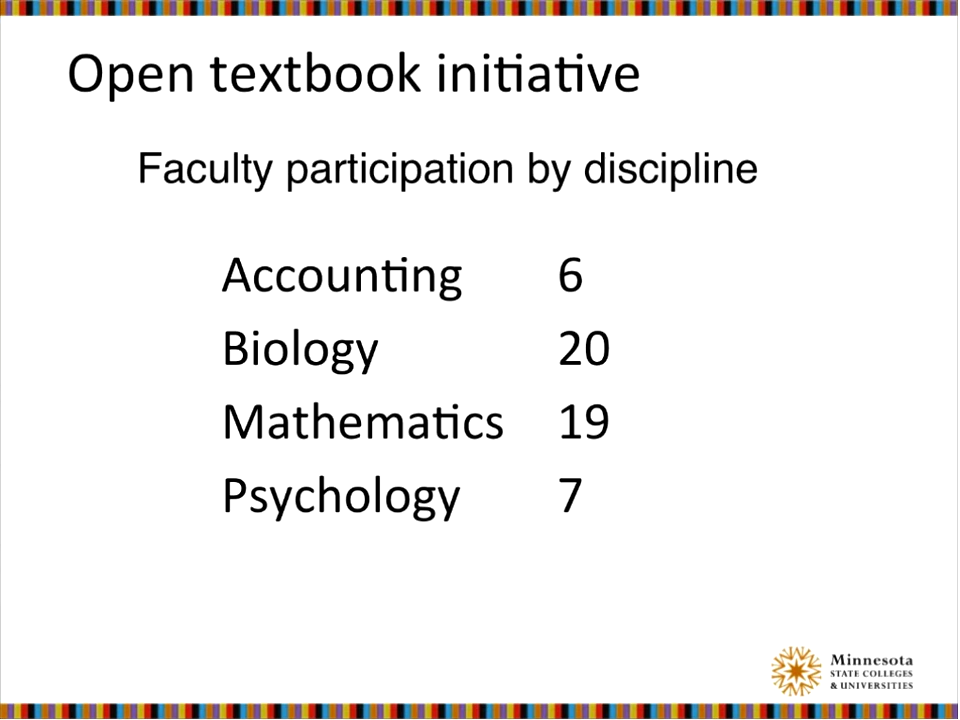 Open textbook initiative
Faculty participation by discipline
Accounting 6
Biology 20
Mathematics 19
Psychology 7
Minnesota
STATE COLLEGES
& UNIVERSITIES